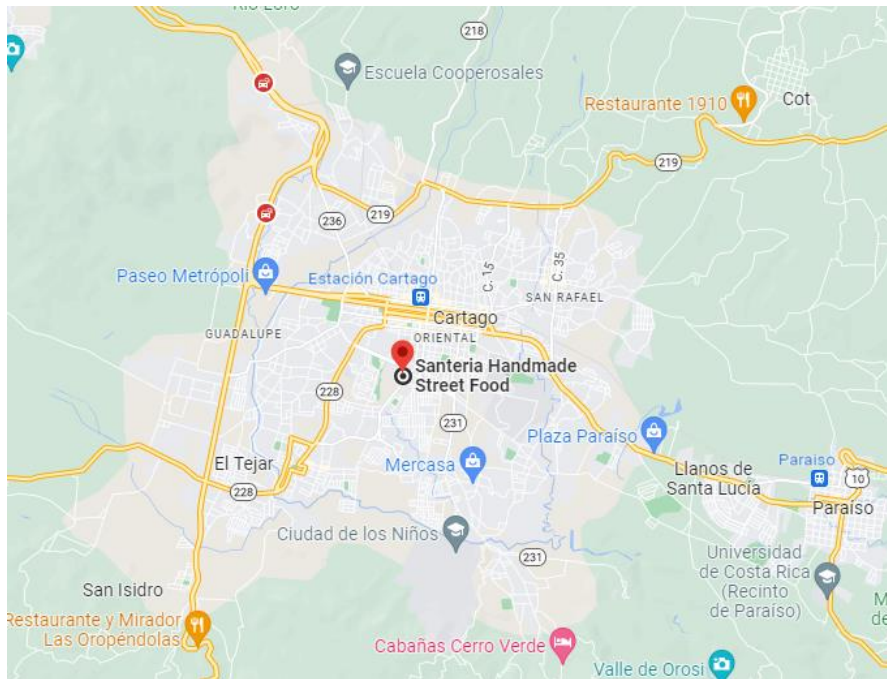 218
Escuela Cooperosales
Restaurante 1910
Cot
219
236
219
Paseo Metrópoli
Estación Cartago
C. 15
C. 35
SAN RAFAEL
Cartago
GUADALUPE
ORIENTAL
Santeria Handmade
Street Food
228
231
Plaza Paraíso
El Tejar
Mercasa
Llanos de
Santa Lucía
Paraiso
10
228
Paraíso
Ciudad de los Niños
231
Universidad
de Costa Rica
(Recinto
de Paraíso)
San Isidro
Restaurante y Mirador
Las Oropéndolas
Cabañas Cerro Verde
Valle de Orosi